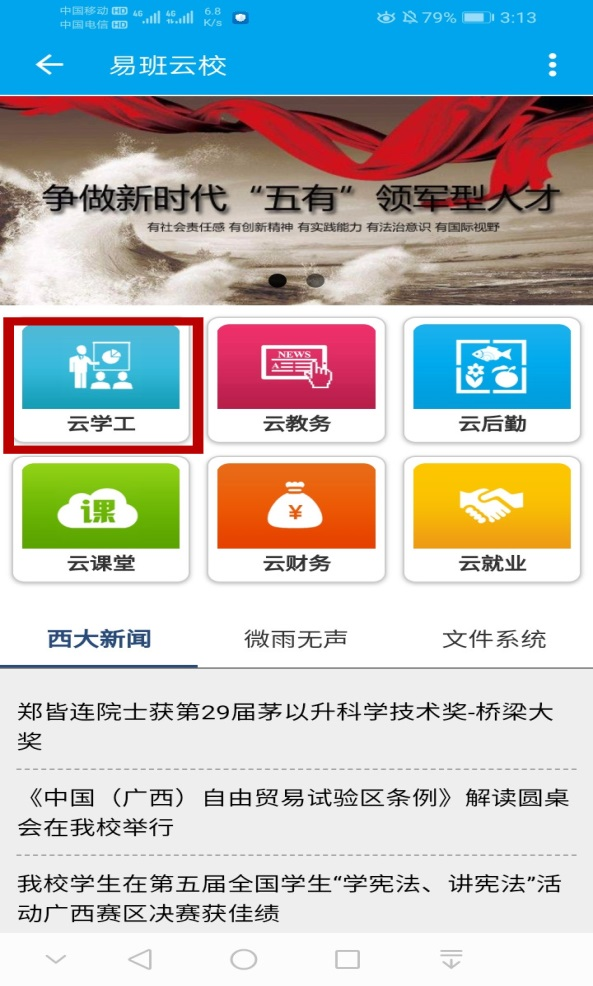 中国移动 HD 4G 4G 6.8 79% 3:13
中国电信 HD K/s
易班云校
争做新时代“五有”领军型人才
有社会责任感 有创新精神 有实践能力 有法治意识 有国际视野
NEWS
云学工 云教务 云后勤
课 ¥
云课堂 云财务 云就业
西大新闻 微雨无声 文件系统
郑皆连院士获第29届茅以升科学技术奖-桥梁大
奖
《中国（广西）自由贸易试验区条例》解读圆桌
会在我校举行
我校学生在第五届全国学生“学宪法、讲宪法”活
动广西赛区决赛获佳绩